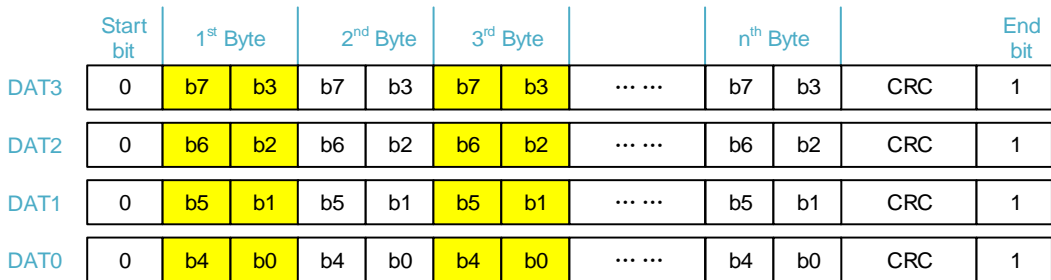 Start bit 1st Byte 2nd Byte 3rd Byte nth Byte End bit
DAT3 0 b7 b3 b7 b3 b7 b3 ... ... b7 b3 CRC 1
DAT2 0 b6 b2 b6 b2 b6 b2 ... ... b6 b2 CRC 1
DAT1 0 b5 b1 b5 b1 b5 b1 ... ... b5 b1 CRC 1
DAT0 0 b4 b0 b4 b0 b4 b0 ... ... b4 b0 CRC 1